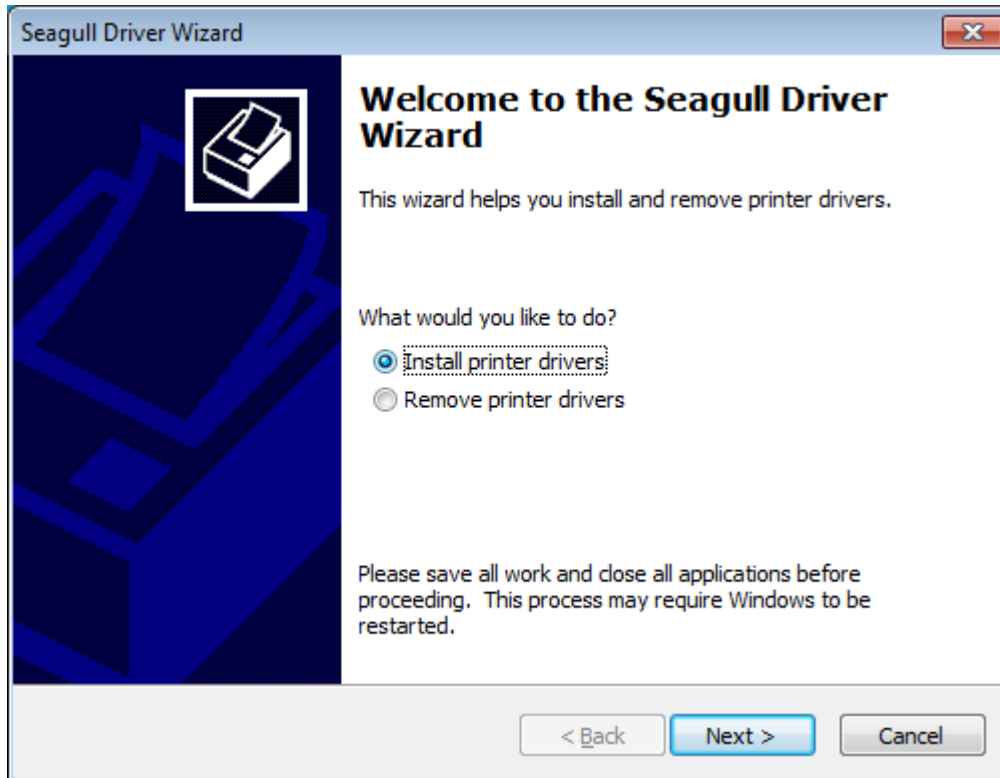 Seagull Driver Wizard
Welcome to the Seagull Driver
Wizard
This wizard helps you install and remove printer drivers.
What would you like to do?
Install printer drivers
Remove printer drivers
Please save all work and close all applications before
proceeding.  This process may require Windows to be
restarted.
< Back
Next >
Cancel